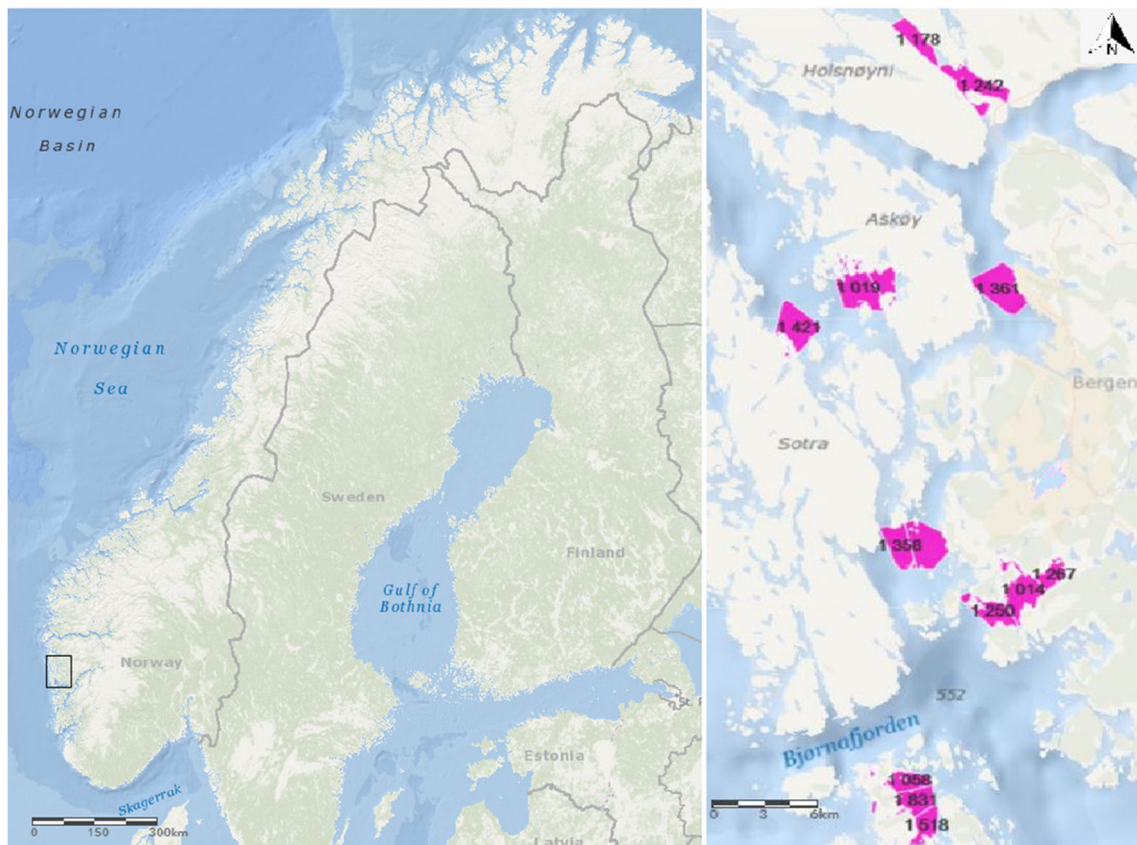 Norwegian
Basin
Norwegian
Sea
Sweden
Finland
Gulf of
Bothnia
Norway
Estonia
Skagerrak
Latvia
0 150 300km
N
1 178
Holsnøyni
1 242
Askøy
1 019
1 361
1 421
Bergen
Sotra
1 358
1 267
1 014
1 250
552
Bjørnafjorden
1 058
1 831
1 518
0 3 6km